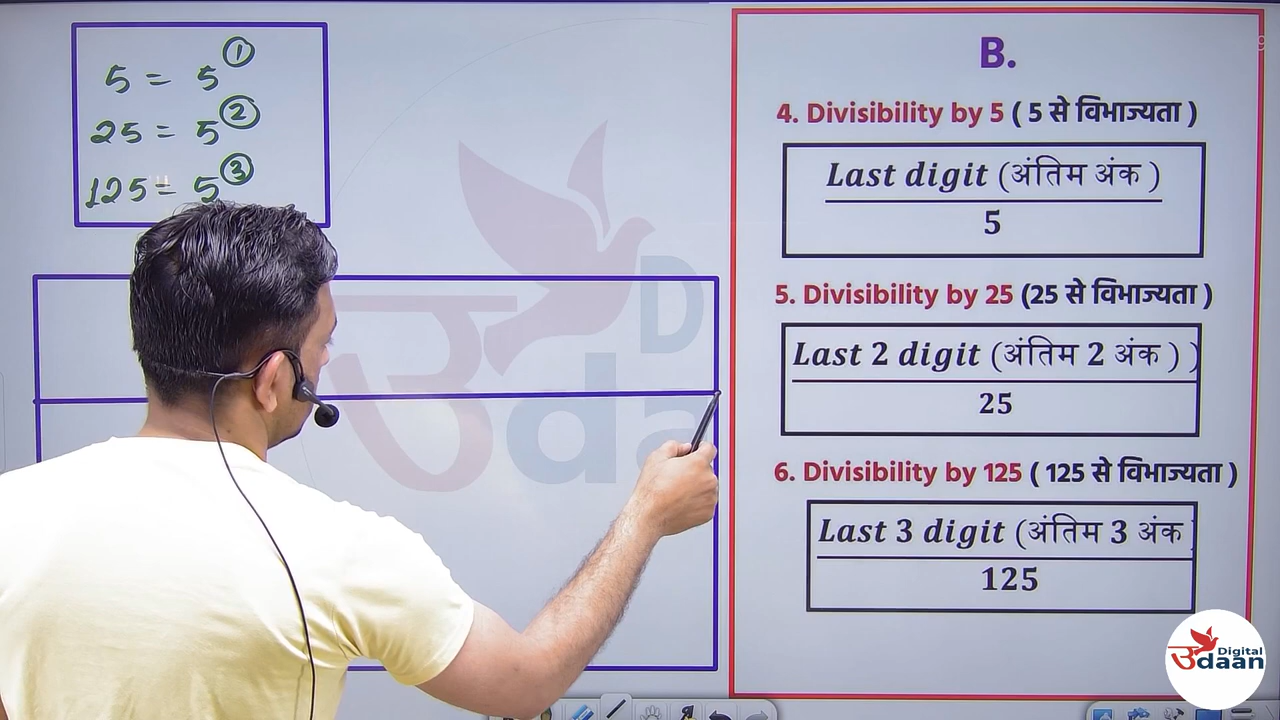 5 = 5①
25 = 5②
125 = 5③
B.
4. Divisibility by 5 ( 5 से विभाज्यता )
Last digit (अंतिम अंक )
5
5. Divisibility by 25 (25 से विभाज्यता )
Last 2 digit (अंतिम 2 अंक ) )
25
6. Divisibility by 125 ( 125 से विभाज्यता )
Last 3 digit (अंतिम 3 अंक
125
उ D
daa
Digital
उdaan